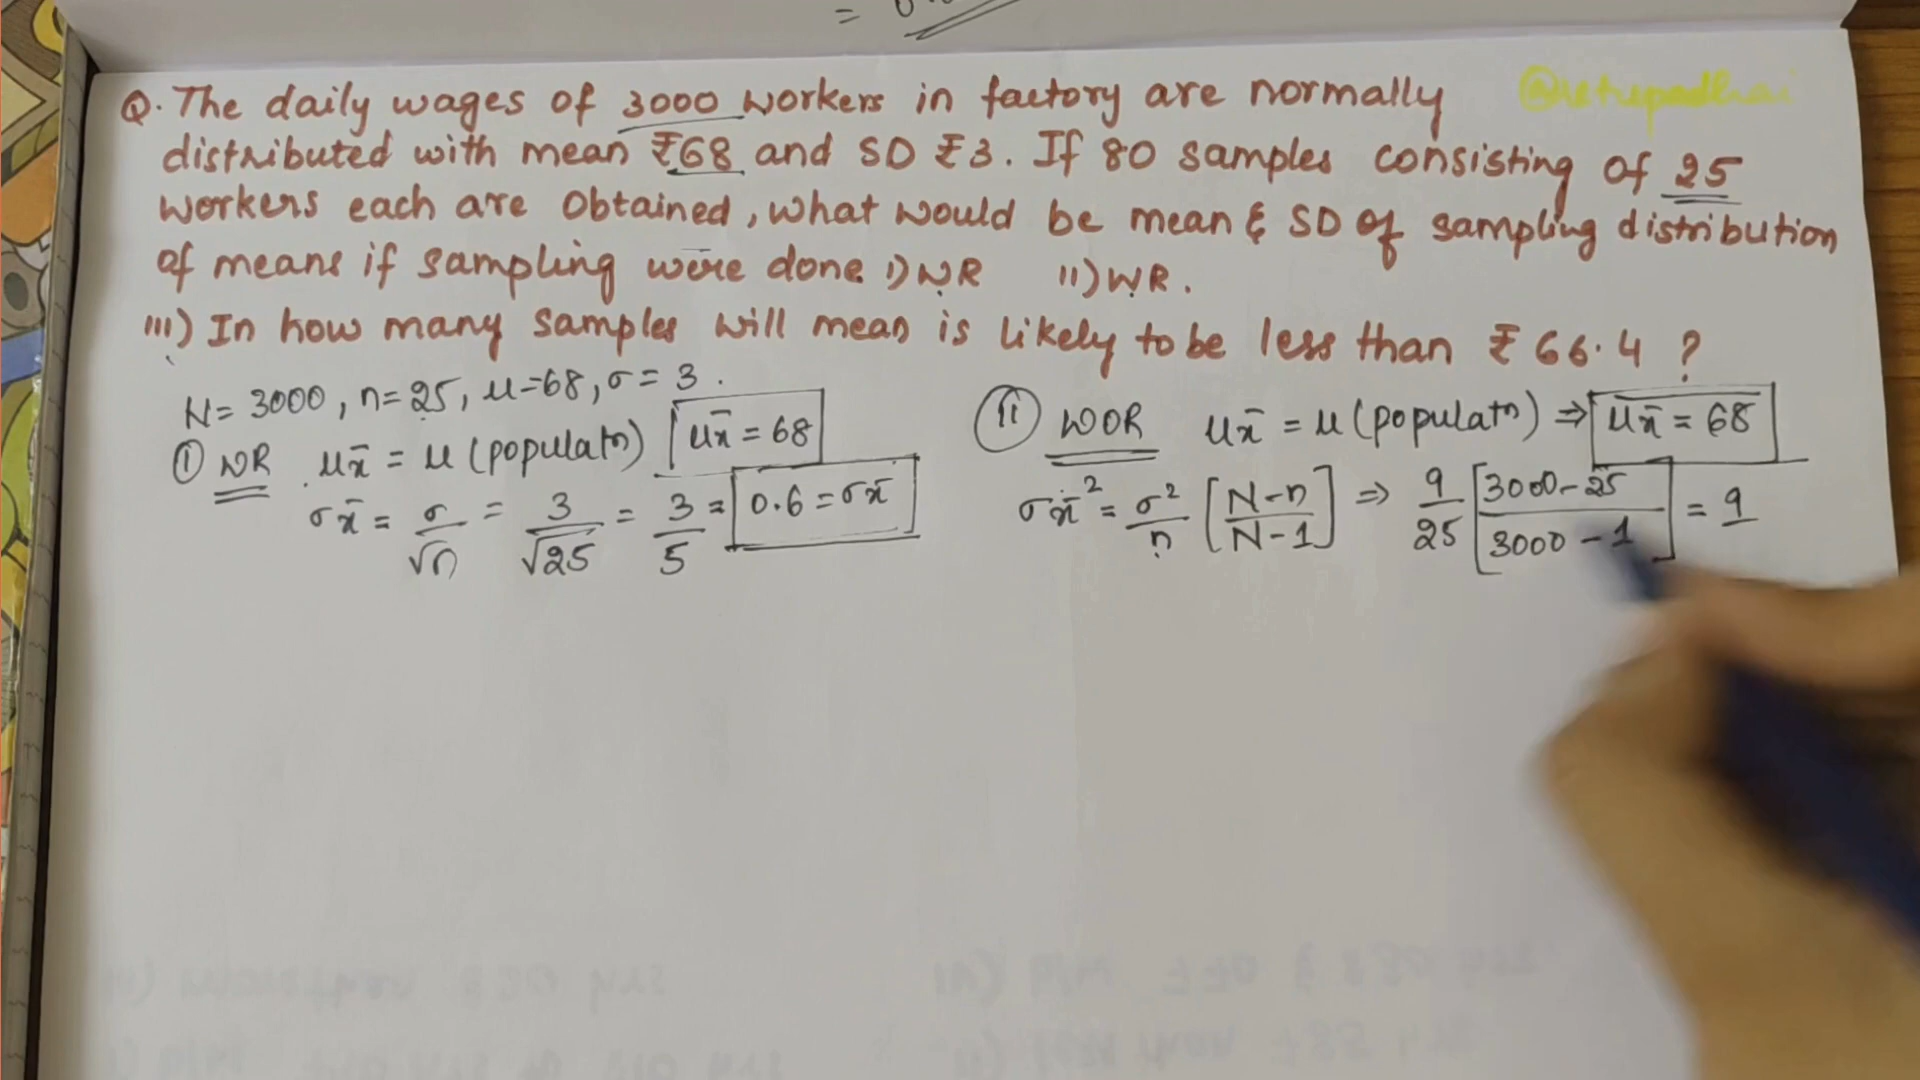 Q. The daily wages of 3000 workers in factory are normally
distributed with mean ₹68 and SD ₹3. If 80 samples consisting of 25
workers each are obtained, what would be mean & SD of sampling distribution
of means if sampling were done i) WR ii) WR.
iii) In how many samples will mean is likely to be less than ₹66.4 ?
N = 3000, n = 25, μ = 68, σ = 3.
① WR. μx̄ = μ (populatn) μx̄ = 68
σx̄ = σ/√n = 3/√25 = 3/5 = 0.6 = σx̄
ⓘⓘ WOR μx̄ = μ (populatn) ⇒ μx̄ = 68
σx̄² = σ²/n [N-n/N-1] ⇒ 9/25 [3000-25/3000-1] = 9